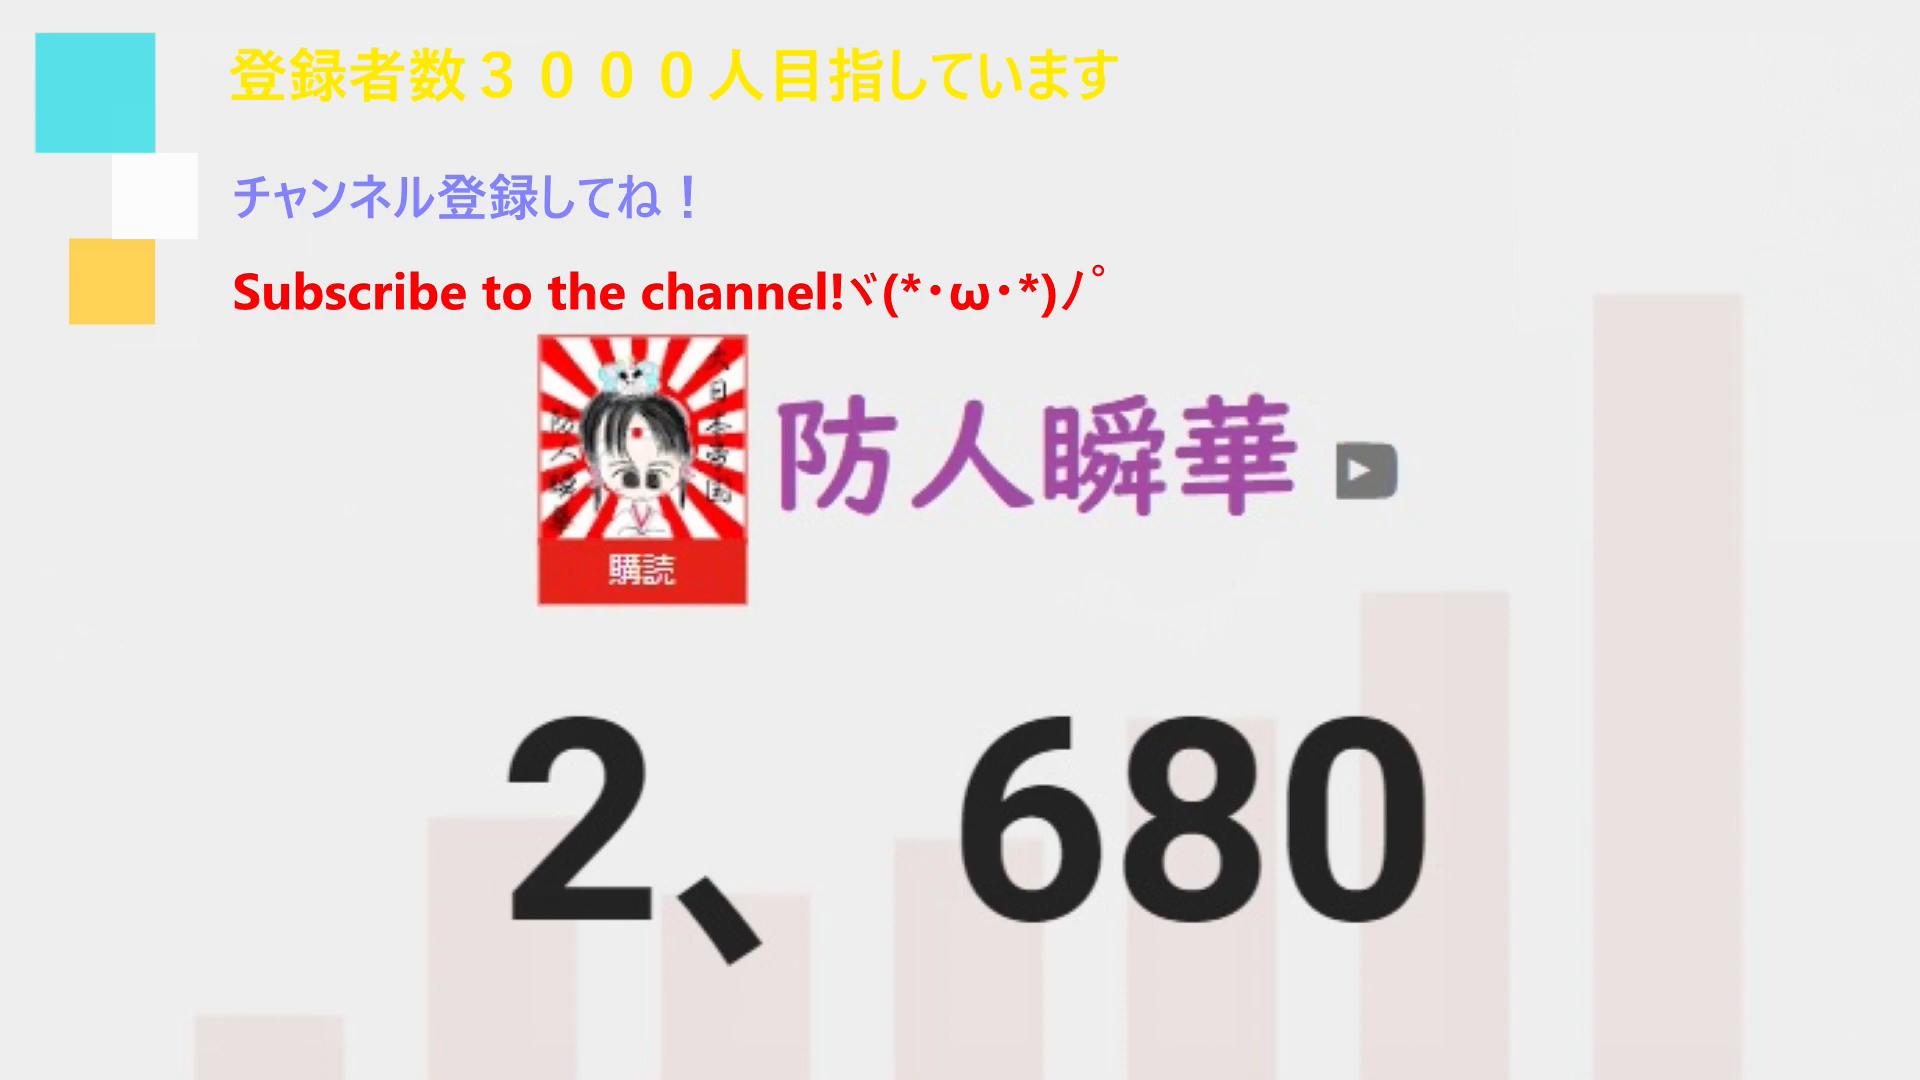 登録者数３０００人目指しています
チャンネル登録してね！
Subscribe to the channel!ヾ(*･ω･*)ﾉﾟ
防人瞬華
購読
2、680